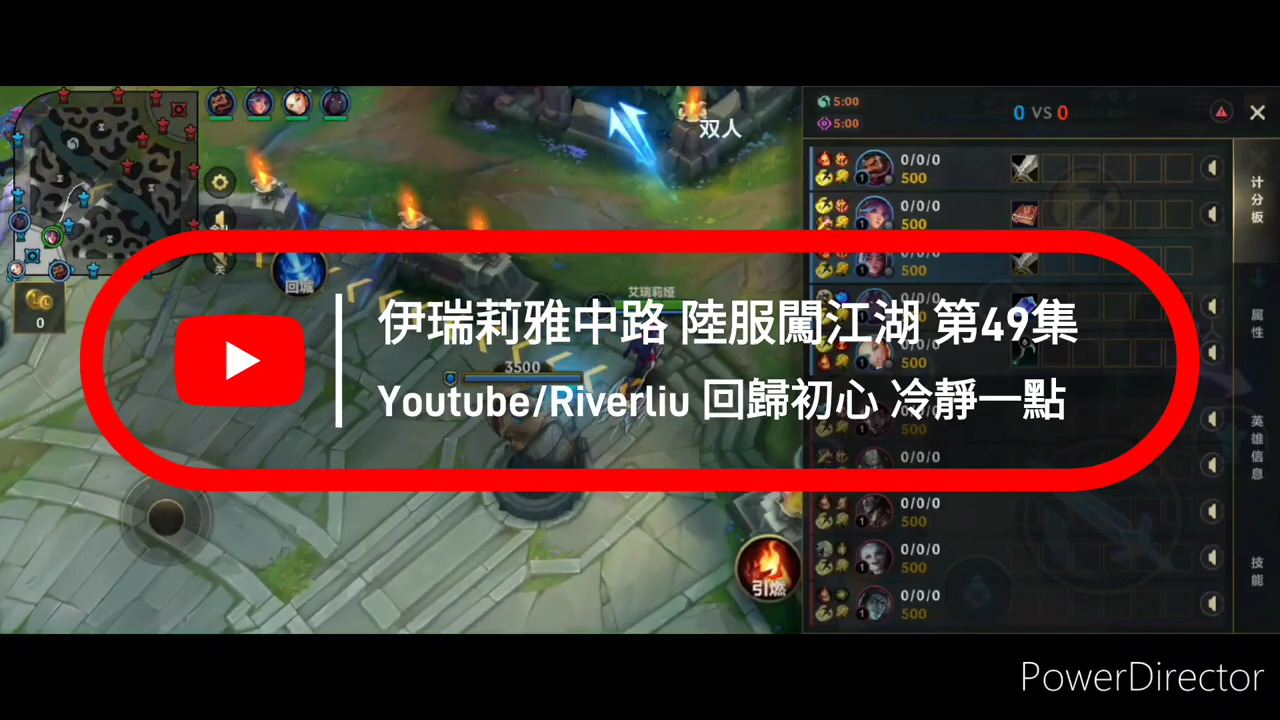 双人
5:00
5:00
0 VS 0
0/0/0
500
0/0/0
500
500
0/0/0
0/0/0
500
0/0/0
500
0/0/0
500
0/0/0
500
计分板
属性
英雄信息
技能
0
回城
艾瑞莉娅
3500
伊瑞莉雅中路 陸服闖江湖 第49集
Youtube/Riverliu 回歸初心 冷靜一點
引燃
PowerDirector